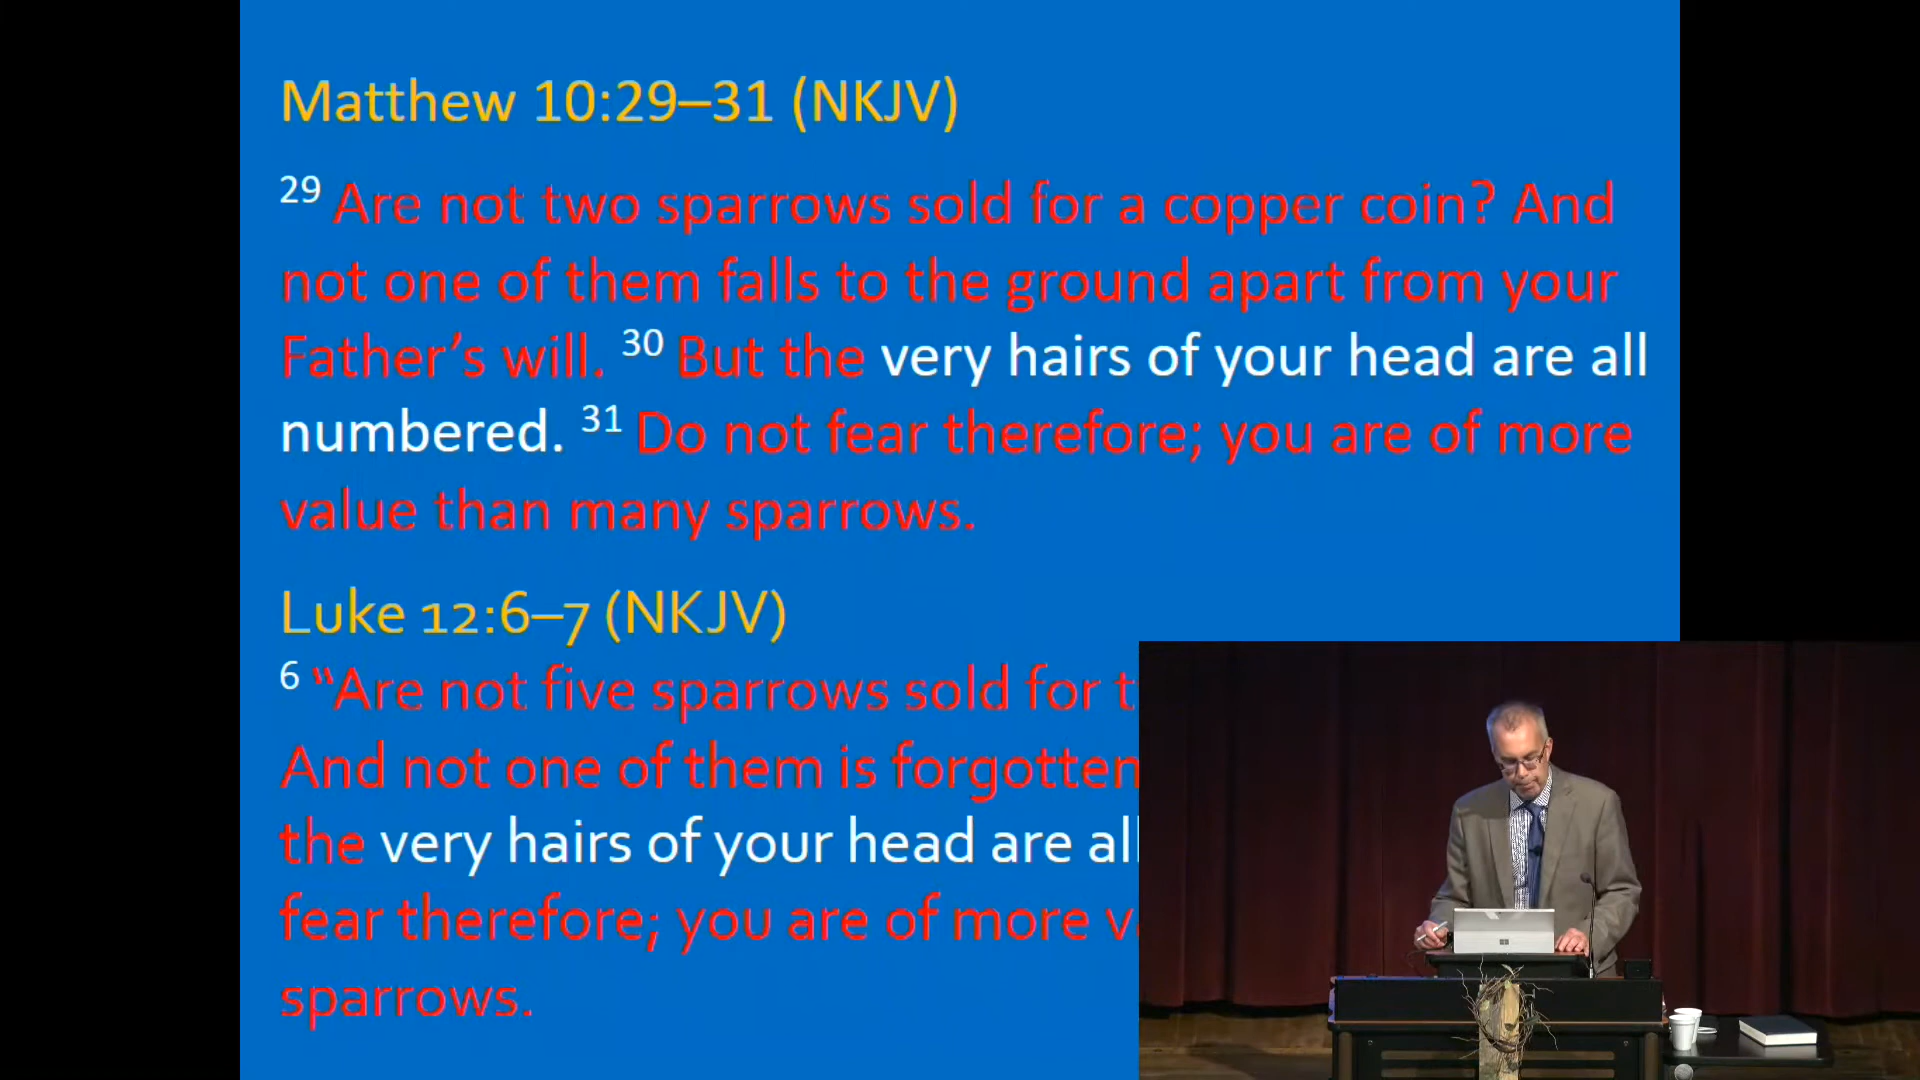 Matthew 10:29–31 (NKJV)
29 Are not two sparrows sold for a copper coin? And
not one of them falls to the ground apart from your
Father’s will. 30 But the very hairs of your head are all
numbered. 31 Do not fear therefore; you are of more
value than many sparrows.
Luke 12:6–7 (NKJV)
6 “Are not five sparrows sold for
And not one of them is forgotten
the very hairs of your head are all
fear therefore; you are of more
sparrows.